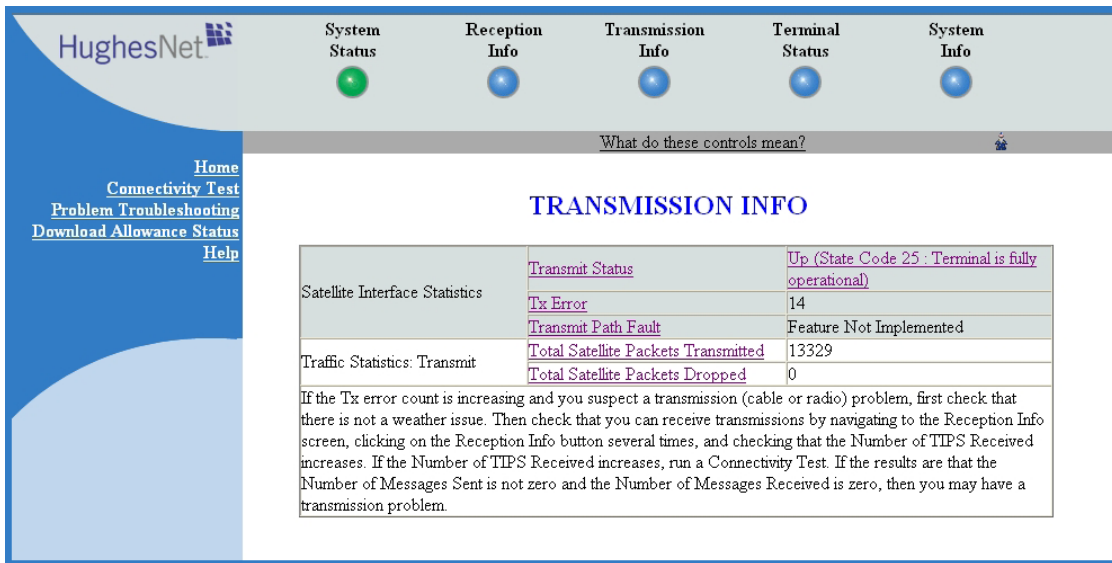 HughesNet.
System Status
Reception Info
Transmission Info
Terminal Status
System Info
What do these controls mean?
Home
Connectivity Test
Problem Troubleshooting
Download Allowance Status
Help
TRANSMISSION INFO
Satellite Interface Statistics
Transmit Status
Up (State Code 25 : Terminal is fully
operational)
Tx Error
14
Transmit Path Fault
Feature Not Implemented
Traffic Statistics: Transmit
Total Satellite Packets Transmitted
13329
Total Satellite Packets Dropped
0
If the Tx error count is increasing and you suspect a transmission (cable or radio) problem, first check that
there is not a weather issue. Then check that you can receive transmissions by navigating to the Reception Info
screen, clicking on the Reception Info button several times, and checking that the Number of TIPS Received
increases. If the Number of TIPS Received increases, run a Connectivity Test. If the results are that the
Number of Messages Sent is not zero and the Number of Messages Received is zero, then you may have a
transmission problem.